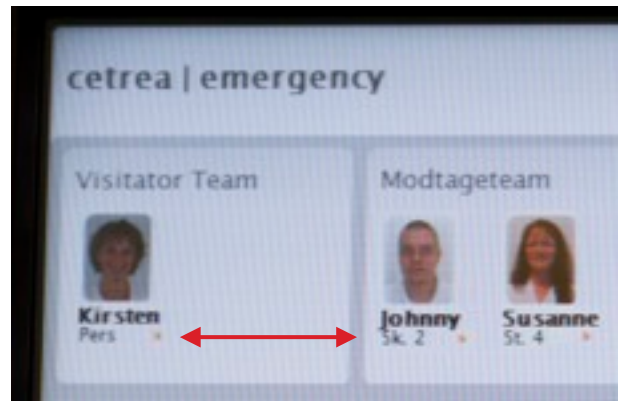 cetrea | emergency
Visitator Team
Kirsten
Pers
Modtageteam
Johnny
Sk. 2
Susanne
St. 4